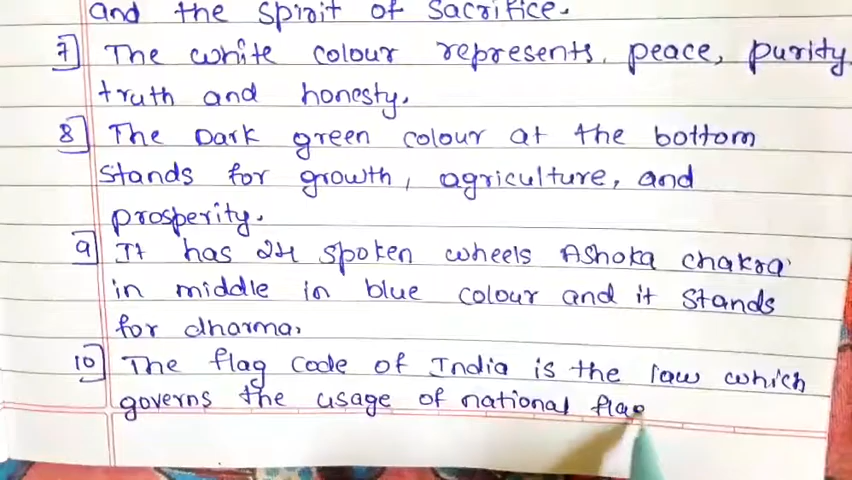 and the spirit of sacrifice.
7] The white colour represents, peace, purity
truth and honesty.
8] The Dark green colour at the bottom
stands for growth, agriculture, and
prosperity.
9] It has 24 spoken wheels Ashoka chakra
in middle in blue colour and it stands
for dharma.
10] The flag code of India is the law which
governs the usage of national flag